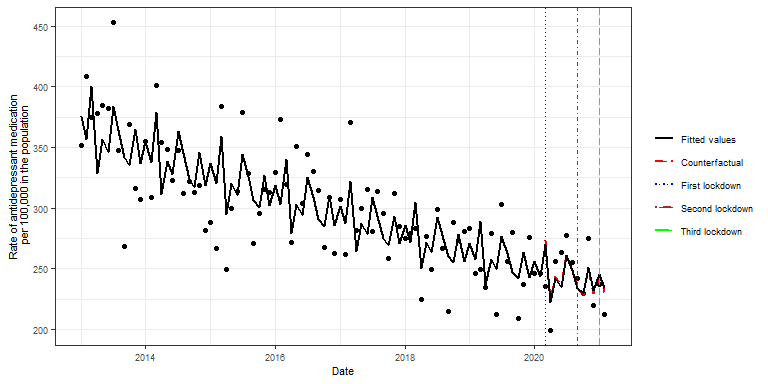 Rate of antidepressant medication
per 100,000 in the population
450
400
350
300
250
200
2014
2016
2018
2020
Date
Fitted values
Counterfactual
First lockdown
Second lockdown
Third lockdown